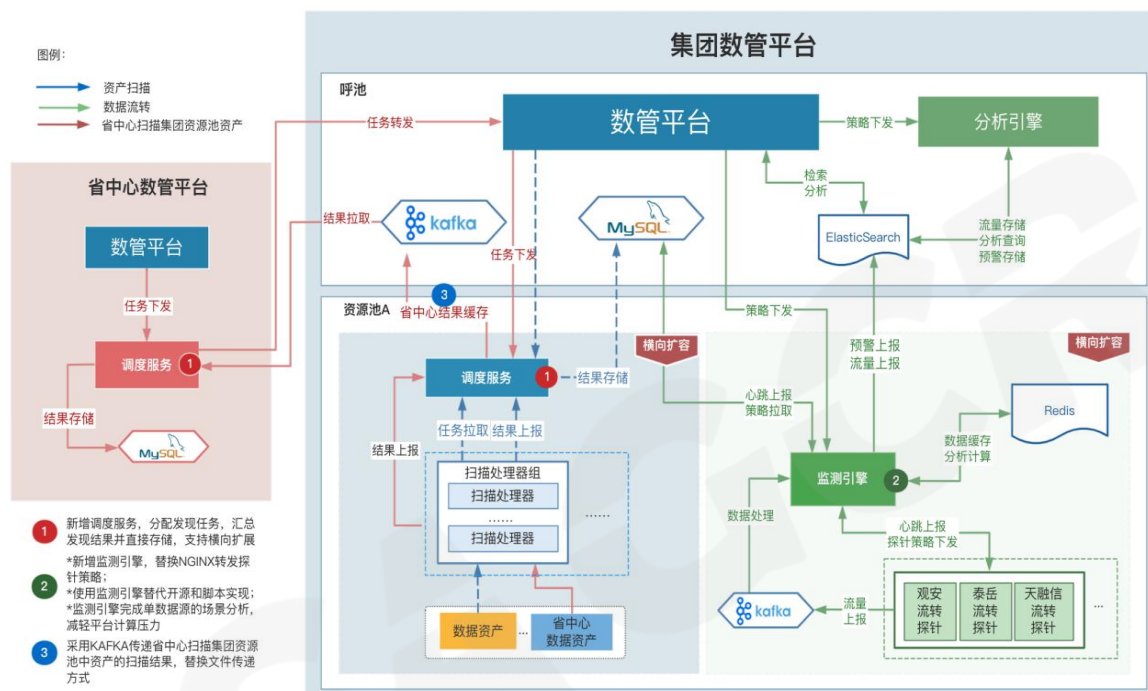 集团数管平台
图例：
资产扫描
数据流转
省中心扫描集团资源池资产
呼池
数管平台
分析引擎
任务转发
策略下发
检索
分析
kafka
MySQL
ElasticSearch
流量存储
分析查询
预警存储
结果拉取
任务下发
省中心数管平台
数管平台
任务下发
调度服务
1
结果存储
MySQL
资源池A
3
省中心结果缓存
横向扩容
策略下发
预警上报
流量上报
横向扩容
调度服务
1
结果存储
任务拉取
结果上报
结果上报
心跳上报
策略拉取
Redis
数据缓存
分析计算
扫描处理器组
扫描处理器
……
扫描处理器
……
监测引擎
2
数据处理
心跳上报
探针策略下发
kafka
流量
上报
观安
流转
探针
泰岳
流转
探针
天融信
流转
探针
...
数据资产
...
省中心
数据资产
1
新增调度服务，分配发现任务，汇总
发现结果并直接存储，支持横向扩展
2
*新增监测引擎，替换NGINX转发探
针策略；
*使用监测引擎替代开源和脚本实现；
*监测引擎完成单数据源的场景分析，
减轻平台计算压力
3
采用KAFKA传递省中心扫描集团资源
池中资产的扫描结果，替换文件传递
方式